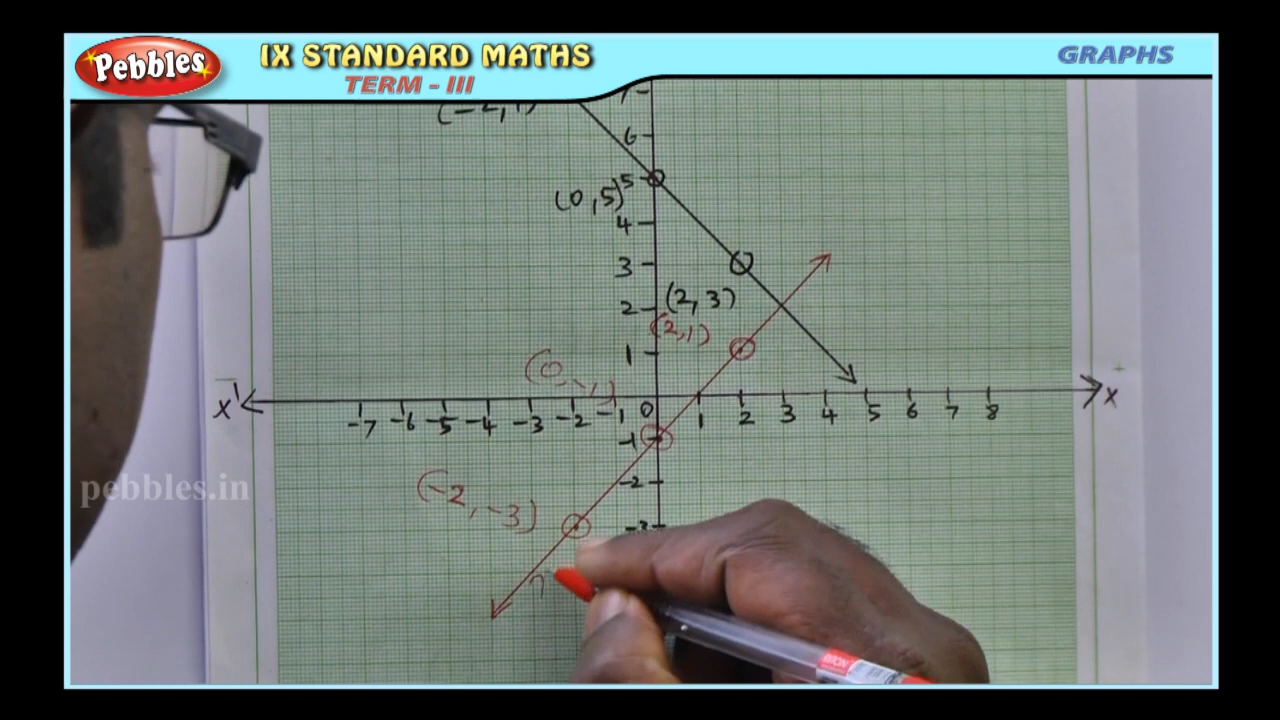 Pebbles
IX STANDARD MATHS
TERM - III
GRAPHS
7
6
5
(0,5)
4
3
2
(2,3)
(2,1)
1
(0,-1)
X'
X
-7 -6 -5 -4 -3 -2 -1 0 1 2 3 4 5 6 7 8
-1
(-2,-3)
-2
-3
pebbles.in